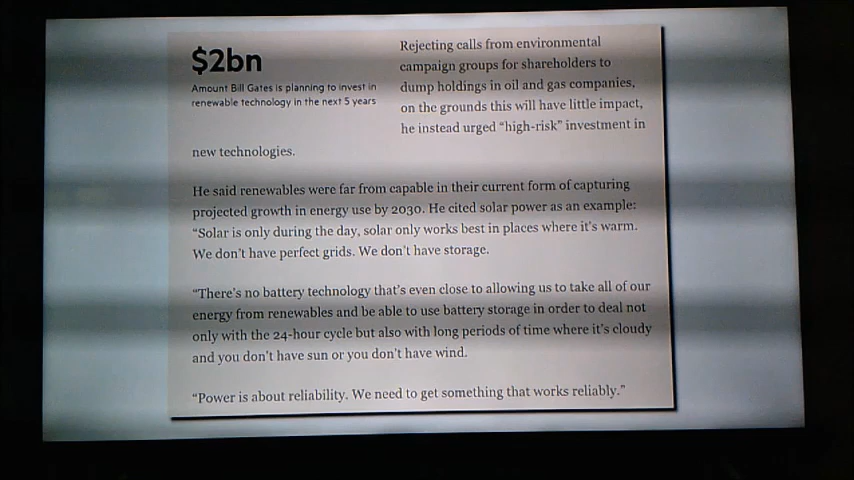 $2bn
Amount Bill Gates is planning to invest in
renewable technology in the next 5 years
Rejecting calls from environmental
campaign groups for shareholders to
dump holdings in oil and gas companies,
on the grounds this will have little impact,
he instead urged “high-risk” investment in
new technologies.
He said renewables were far from capable in their current form of capturing
projected growth in energy use by 2030. He cited solar power as an example:
“Solar is only during the day, solar only works best in places where it’s warm.
We don’t have perfect grids. We don’t have storage.
“There’s no battery technology that’s even close to allowing us to take all of our
energy from renewables and be able to use battery storage in order to deal not
only with the 24-hour cycle but also with long periods of time where it’s cloudy
and you don’t have sun or you don’t have wind.
“Power is about reliability. We need to get something that works reliably.”